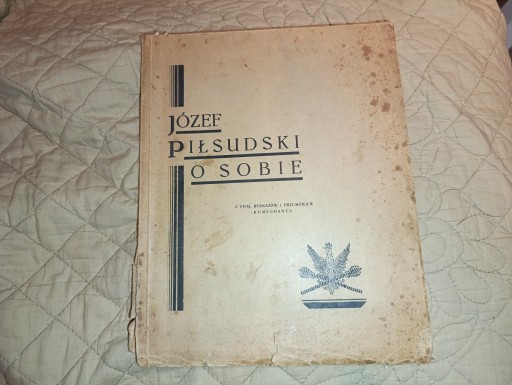 JÓZEF
PIŁSUDSKI
O SOBIE
Z PISM, ROZKAZÓW I PRZEMÓWIEŃ
KOMENDANTA